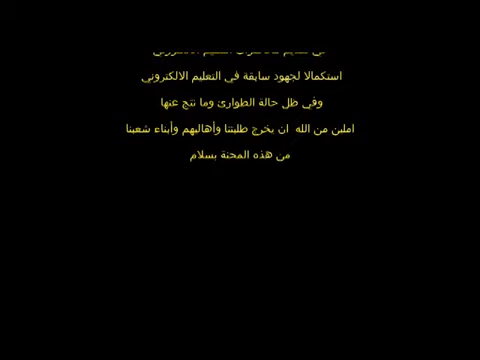 استكمالا لجهود سابقة في التعليم الالكتروني
وفي ظل حالة الطوارئ وما نتج عنها
املين من الله ان يخرج طلبتنا وأهاليهم وأبناء شعبنا
من هذه المحنة بسلام